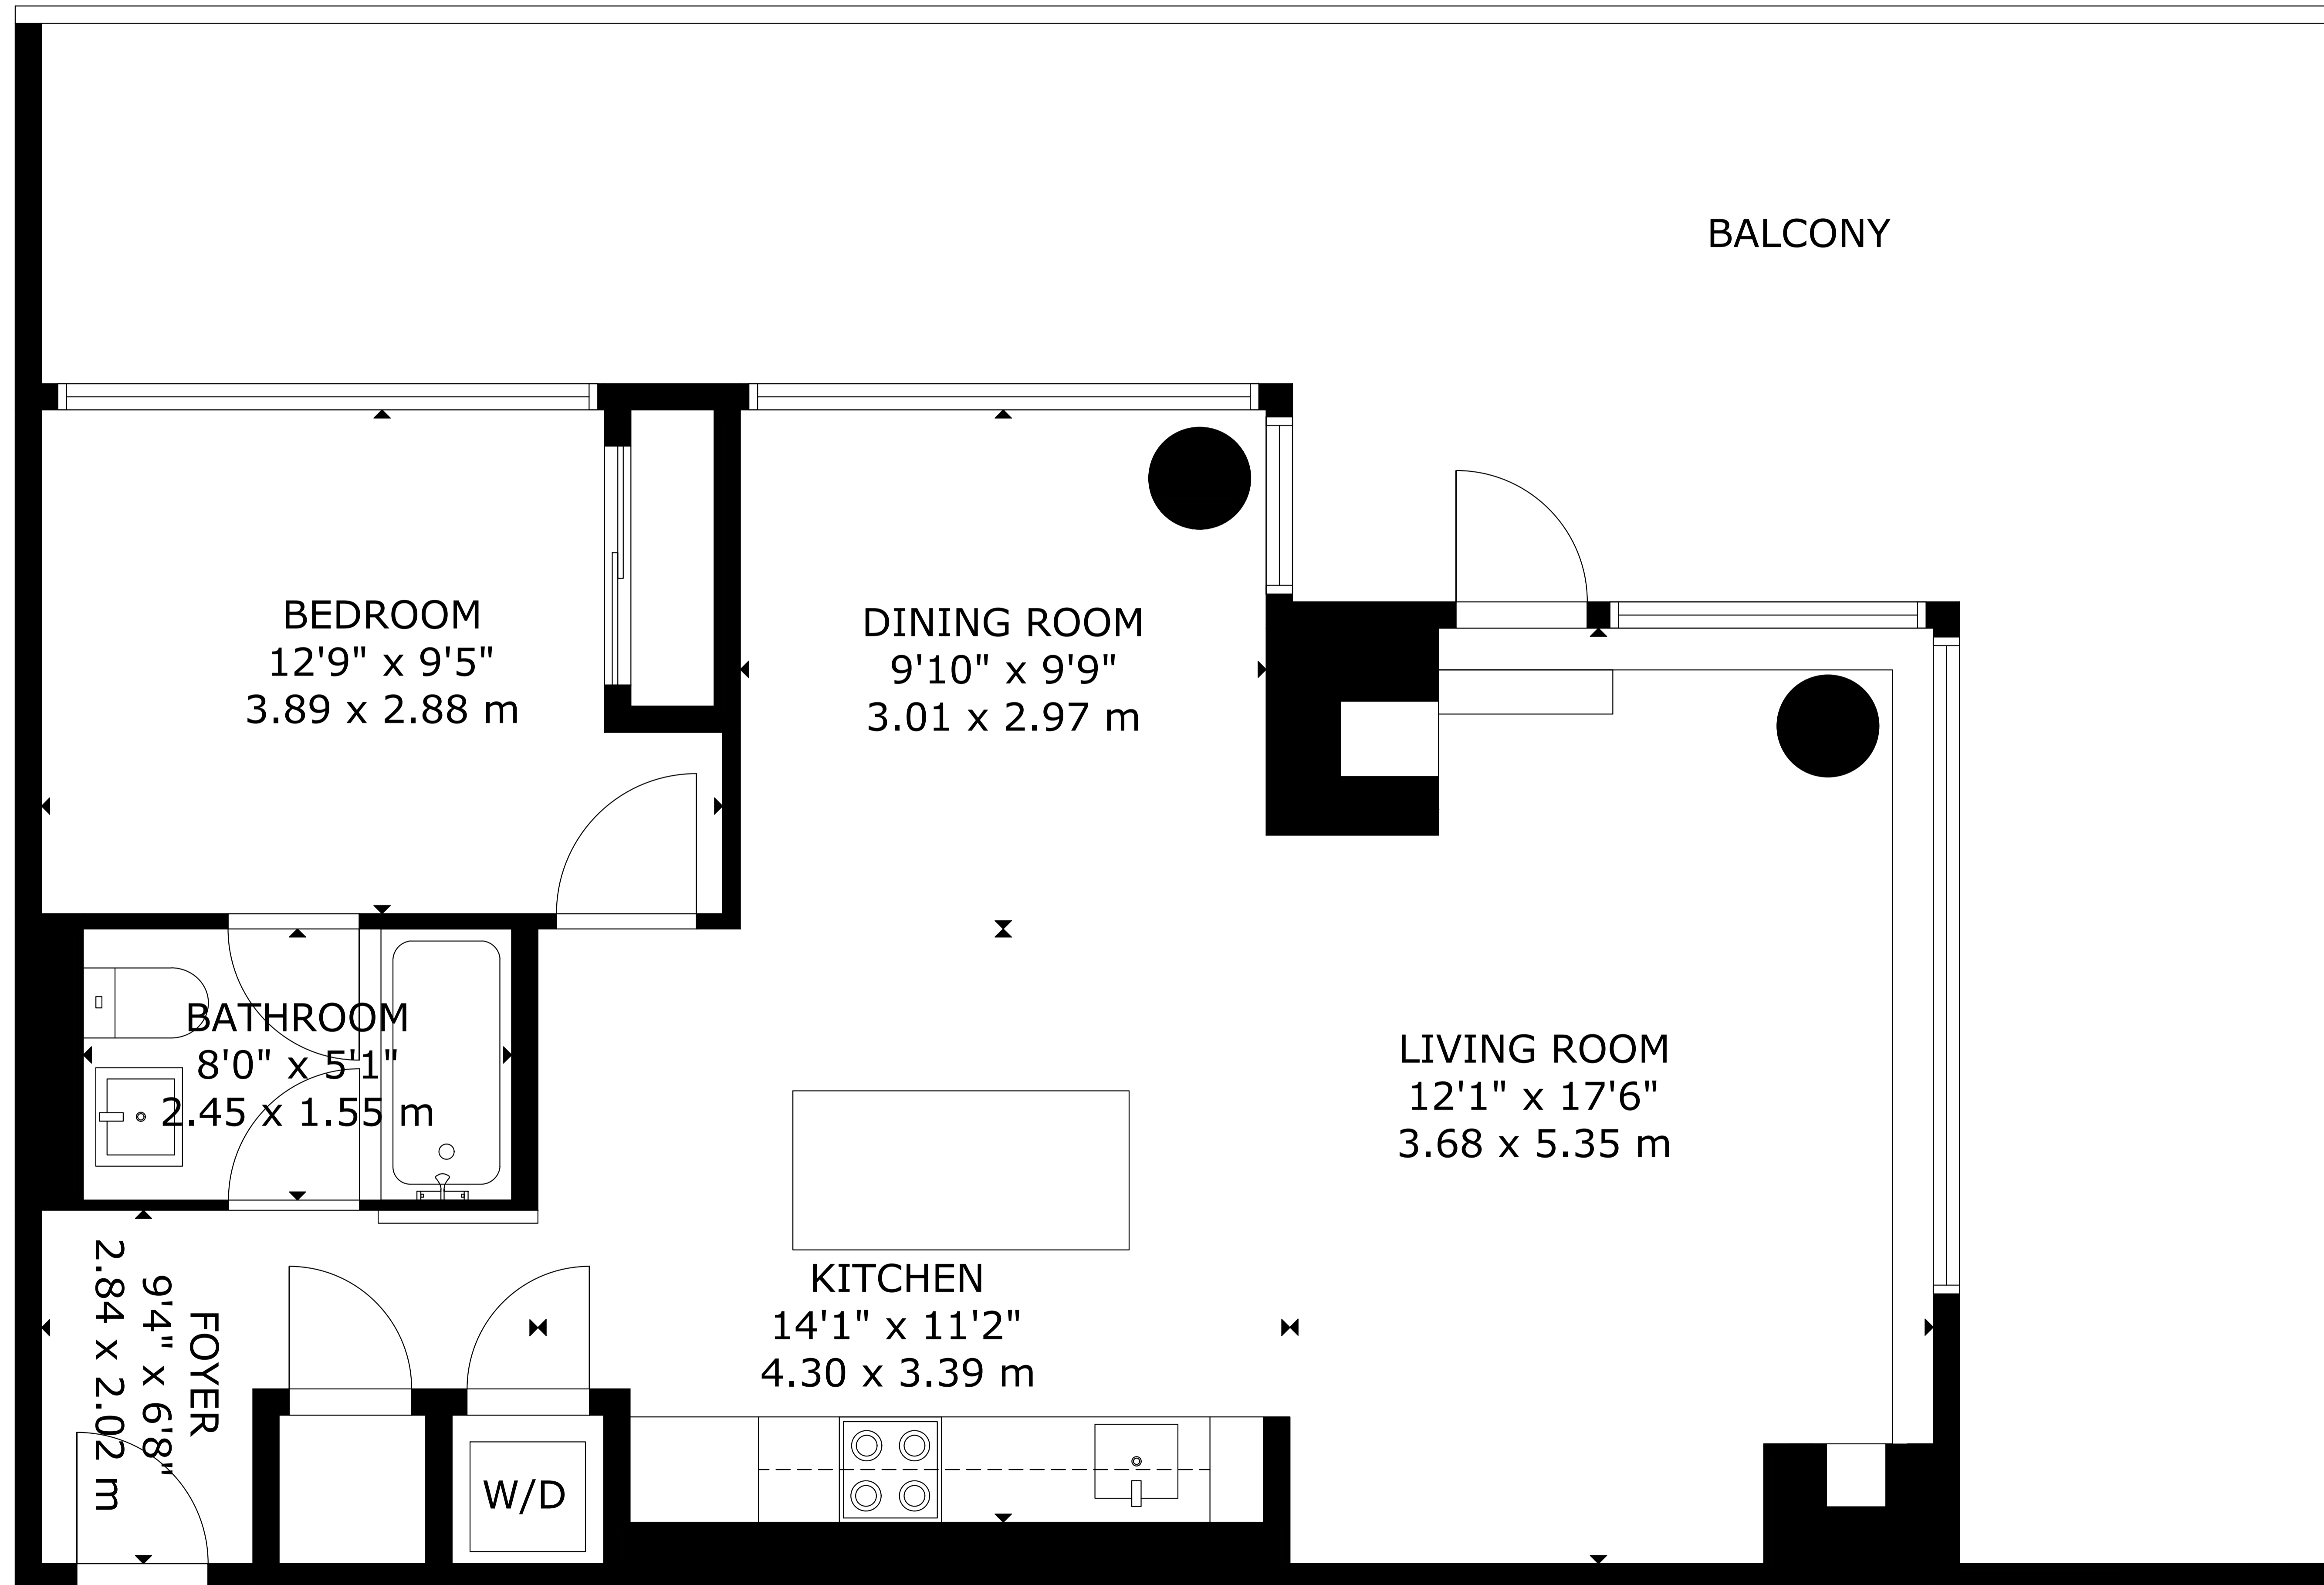 BALCONY
BEDROOM
12'9" x 9'5"
3.89 x 2.88 m
DINING ROOM
9'10" x 9'9"
3.01 x 2.97 m
BATHROOM
8'0" x 5'1"
2.45 x 1.55 m
LIVING ROOM
12'1" x 17'6"
3.68 x 5.35 m
KITCHEN
14'1" x 11'2"
4.30 x 3.39 m
FOYER
9'4" x 6'8"
2.84 x 2.02 m
W/D